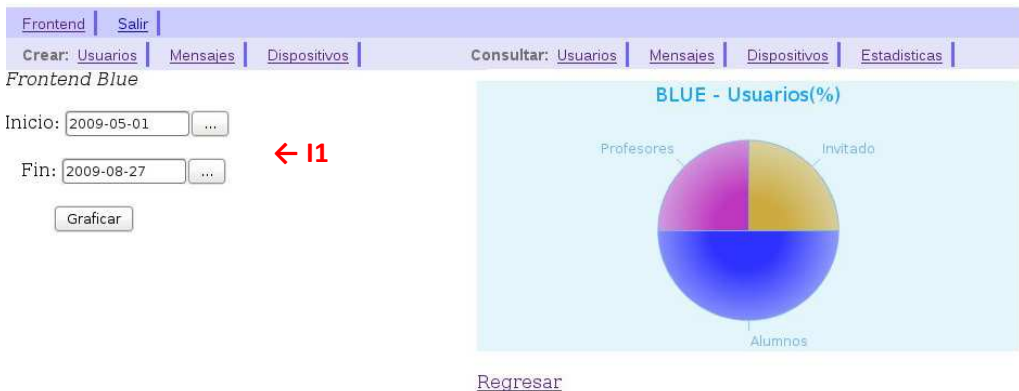 Frontend Salir
Crear: Usuarios Mensajes Dispositivos Consultar: Usuarios Mensajes Dispositivos Estadisticas
Frontend Blue
Inicio: 2009-05-01 ...
← I1
Fin: 2009-08-27 ...
Graficar
BLUE - Usuarios(%)
Profesores Invitado
Alumnos
Regresar